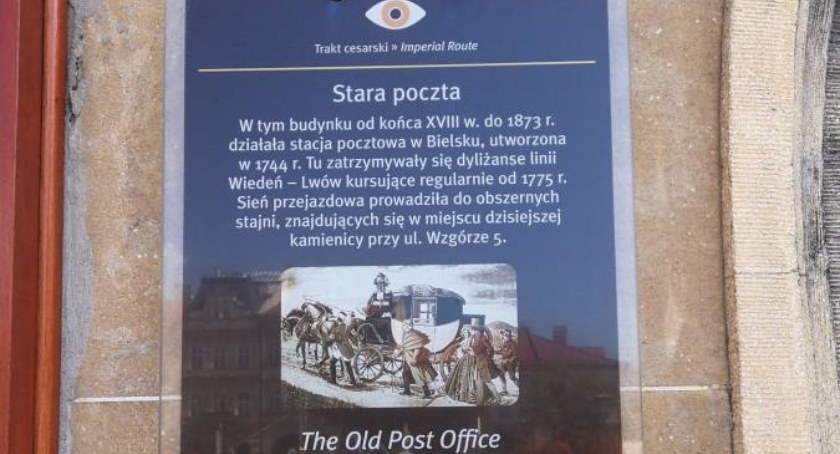 Trakt cesarski » Imperial Route
Stara poczta
W tym budynku od końca XVIII w. do 1873 r.
działała stacja pocztowa w Bielsku, utworzona
w 1744 r. Tu zatrzymywały się dyliżanse linii
Wiedeń – Lwów kursujące regularnie od 1775 r.
Sień przejazdowa prowadziła do obszernych
stajni, znajdujących się w miejscu dzisiejszej
kamienicy przy ul. Wzgórze 5.
The Old Post Office